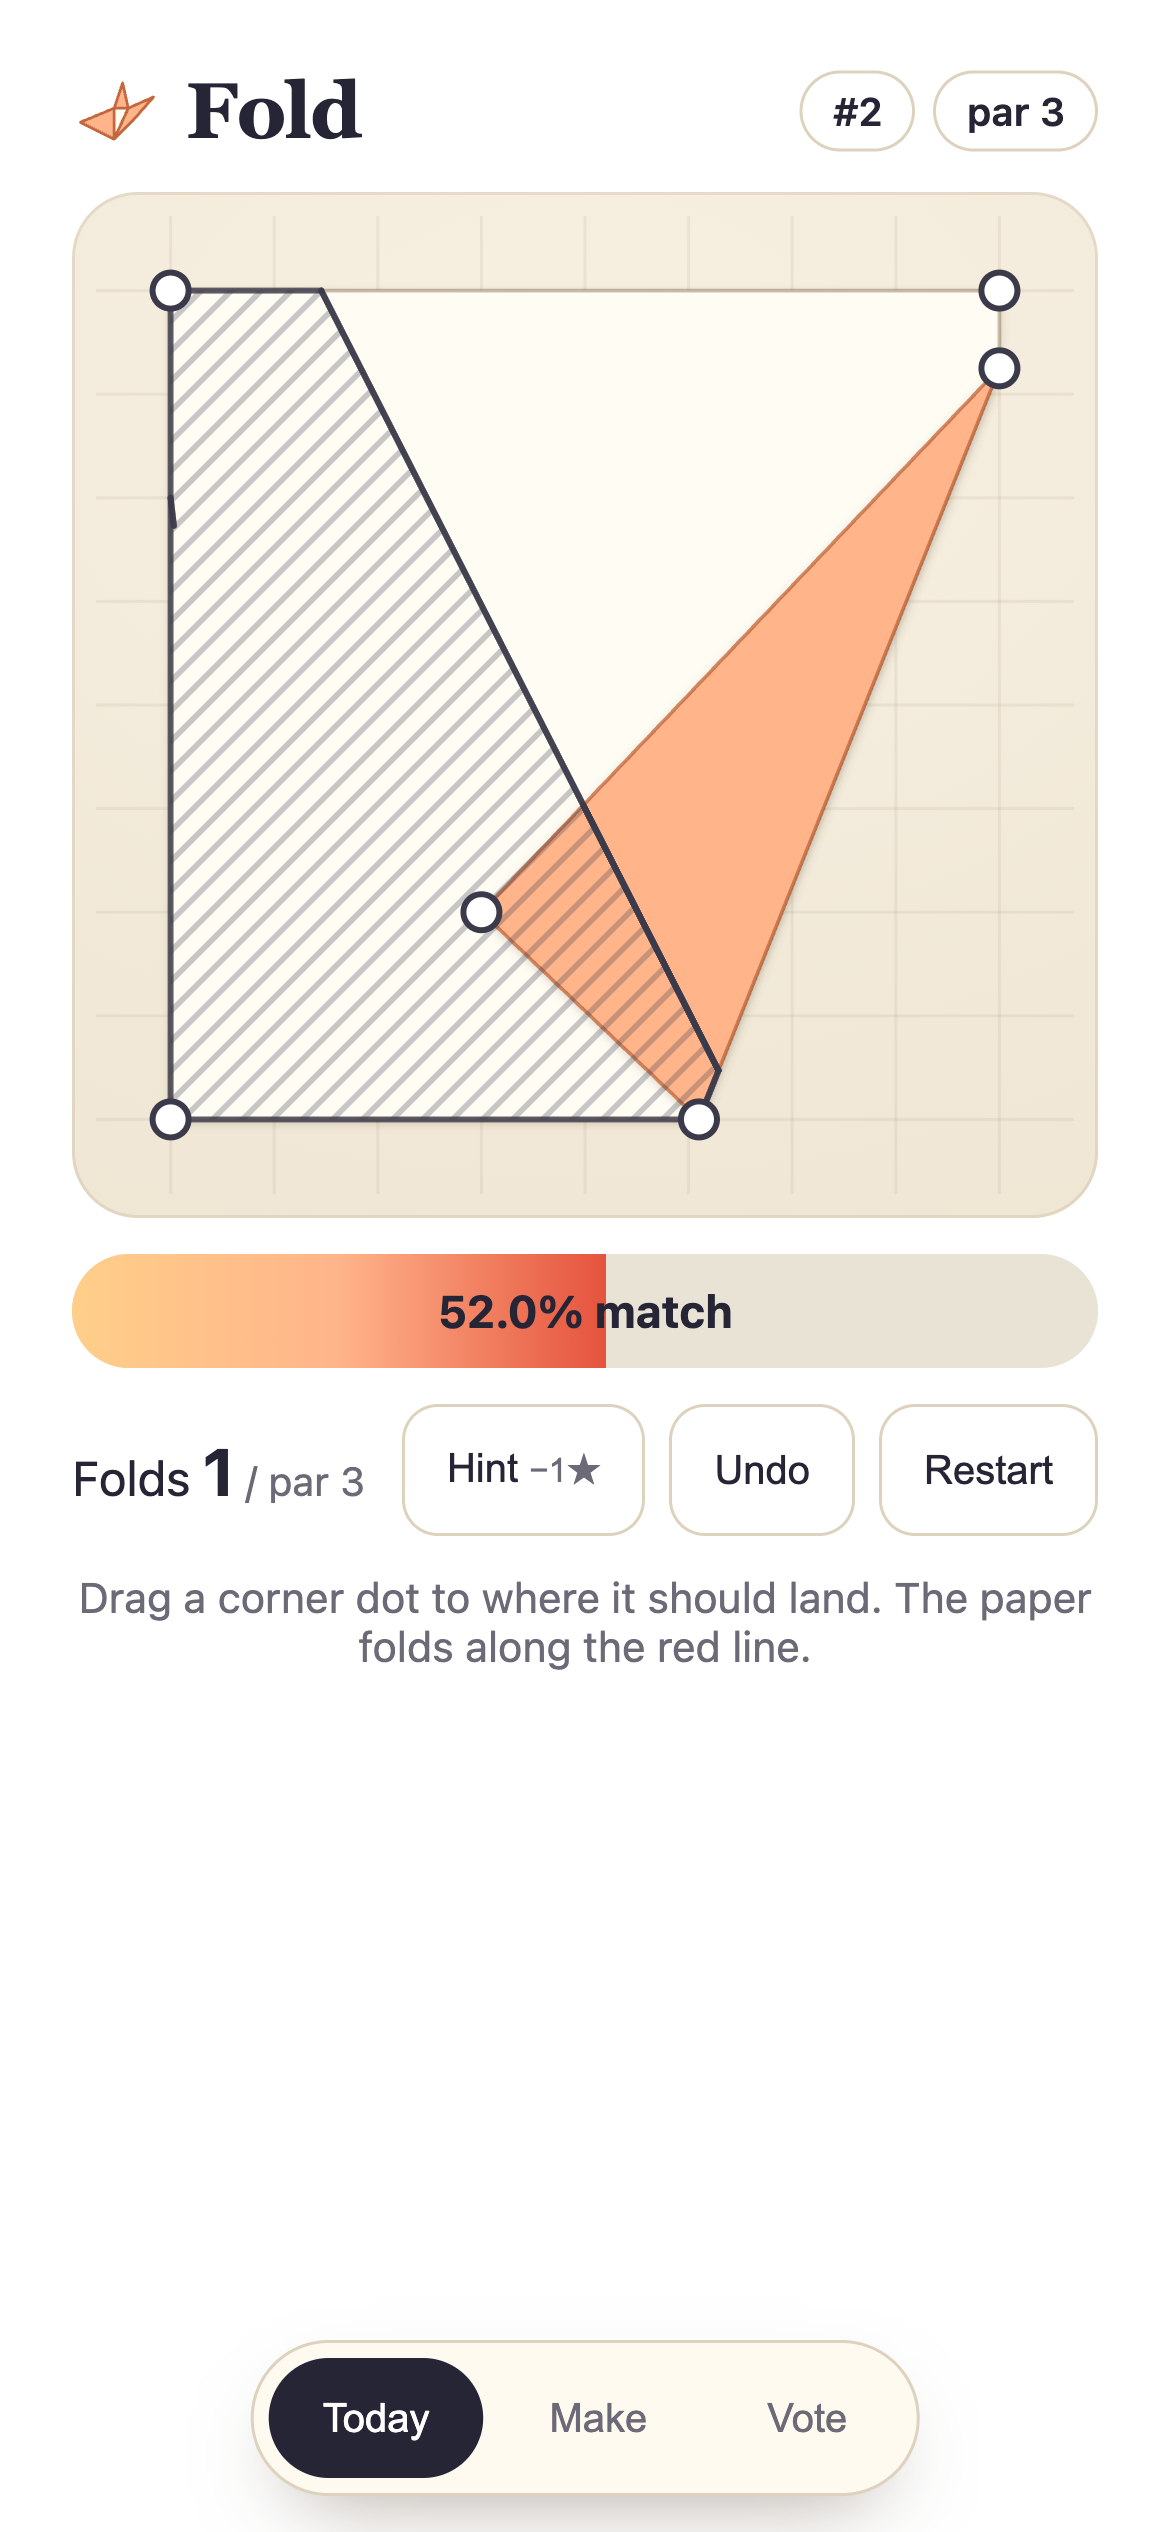 Fold
#2
par 3
52.0% match
Folds 1 / par 3
Hint −1★
Undo
Restart
Drag a corner dot to where it should land. The paper
folds along the red line.
Today
Make
Vote